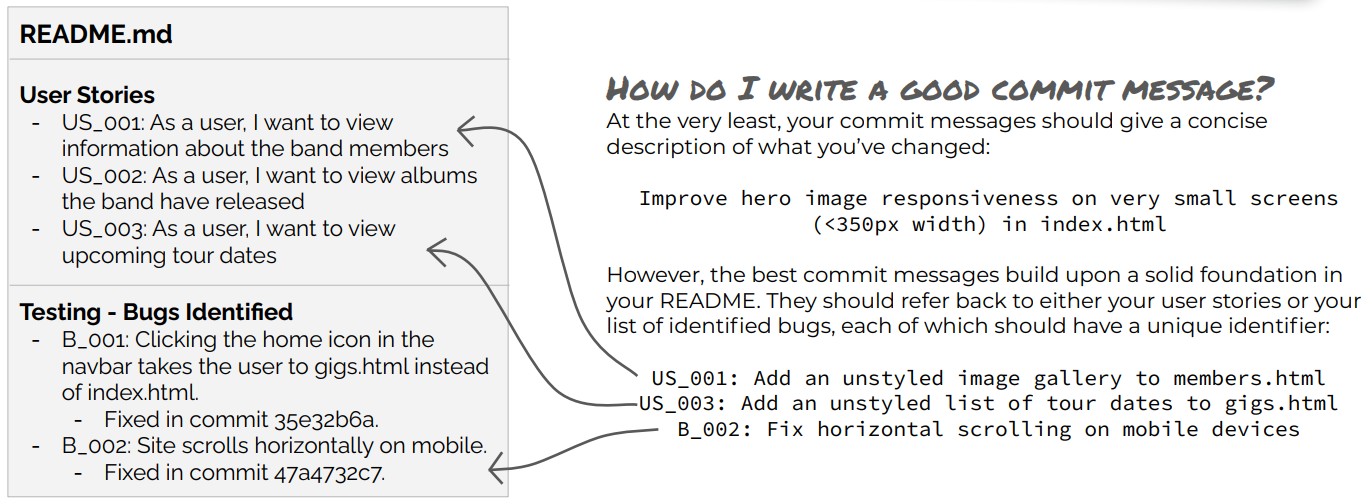 README.md
User Stories
- US_001: As a user, I want to view
information about the band members
- US_002: As a user, I want to view albums
the band have released
- US_003: As a user, I want to view
upcoming tour dates
Testing - Bugs Identified
- B_001: Clicking the home icon in the
navbar takes the user to gigs.html instead
of index.html.
- Fixed in commit 35e32b6a.
- B_002: Site scrolls horizontally on mobile.
- Fixed in commit 47a4732c7.
How do I write a good commit message?
At the very least, your commit messages should give a concise
description of what you’ve changed:
Improve hero image responsiveness on very small screens
(<350px width) in index.html
However, the best commit messages build upon a solid foundation in
your README. They should refer back to either your user stories or your
list of identified bugs, each of which should have a unique identifier:
US_001: Add an unstyled image gallery to members.html
US_003: Add an unstyled list of tour dates to gigs.html
B_002: Fix horizontal scrolling on mobile devices